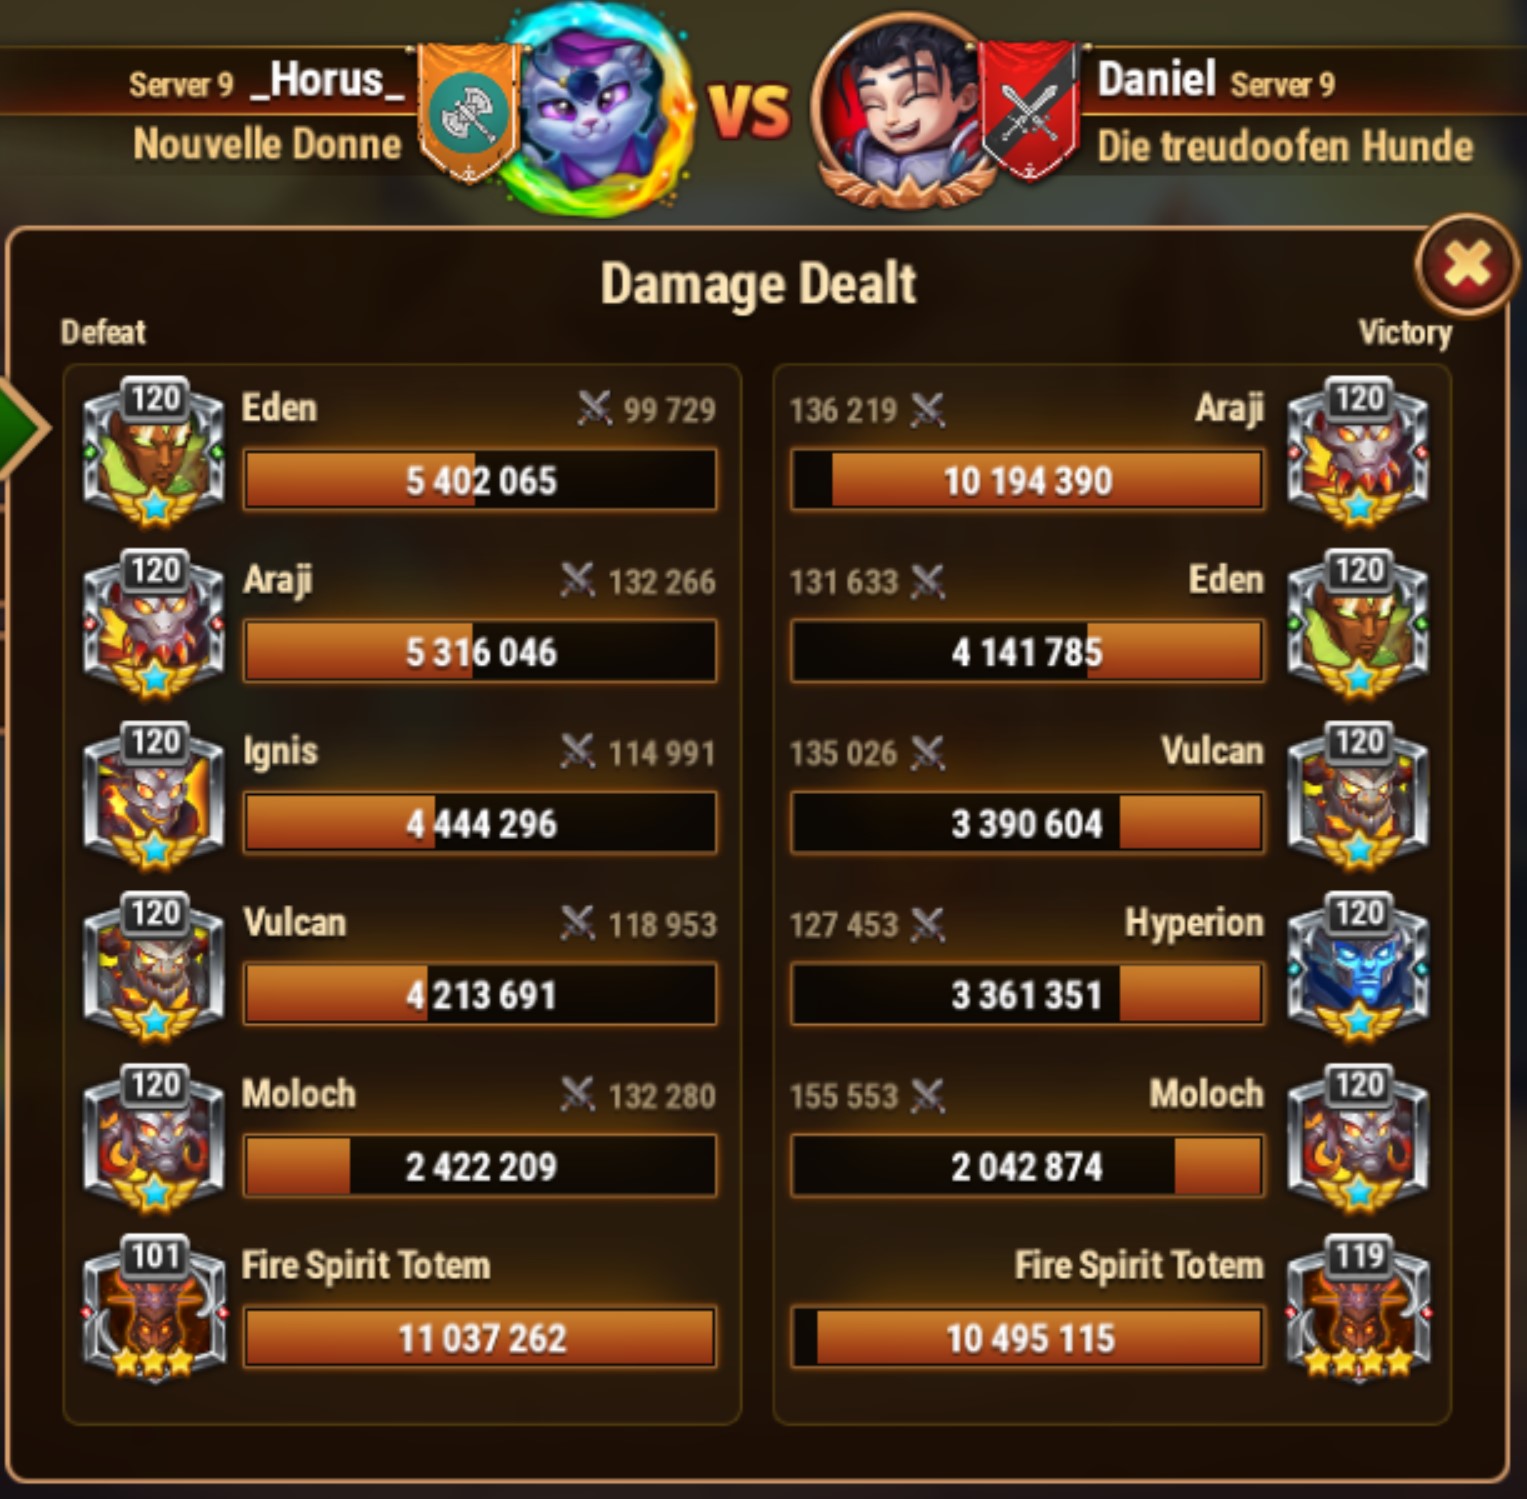 Server 9 _Horus_
Nouvelle Donne
VS
Daniel Server 9
Die treudoofen Hunde
Damage Dealt
Defeat
Victory
120 Eden 99 729
5 402 065
136 219 Araji 120
10 194 390
120 Araji 132 266
5 316 046
131 633 Eden 120
4 141 785
120 Ignis 114 991
4 444 296
135 026 Vulcan 120
3 390 604
120 Vulcan 118 953
4 213 691
127 453 Hyperion 120
3 361 351
120 Moloch 132 280
2 422 209
155 553 Moloch 120
2 042 874
101 Fire Spirit Totem
11 037 262
Fire Spirit Totem 119
10 495 115